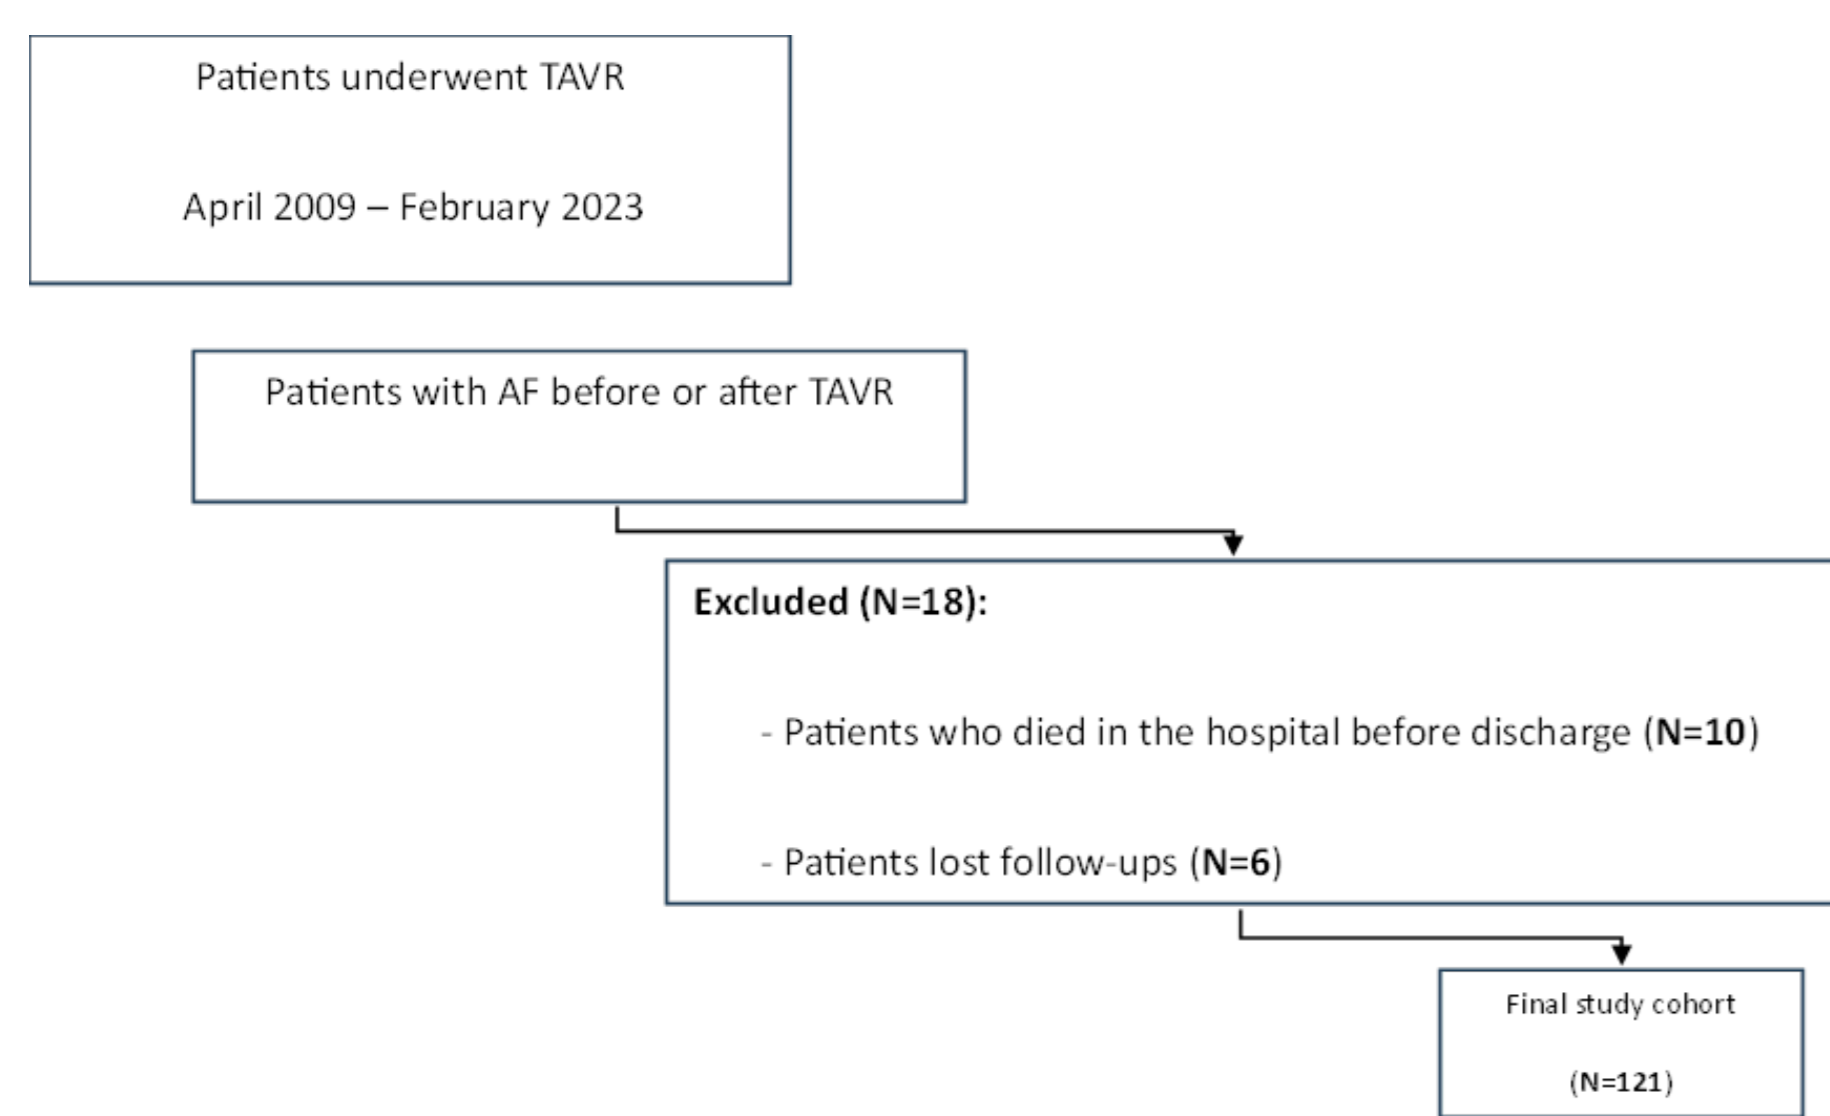 Patients underwent TAVR
April 2009 – February 2023
Patients with AF before or after TAVR
Excluded (N=18):
- Patients who died in the hospital before discharge (N=10)
- Patients lost follow-ups (N=6)
Final study cohort
(N=121)